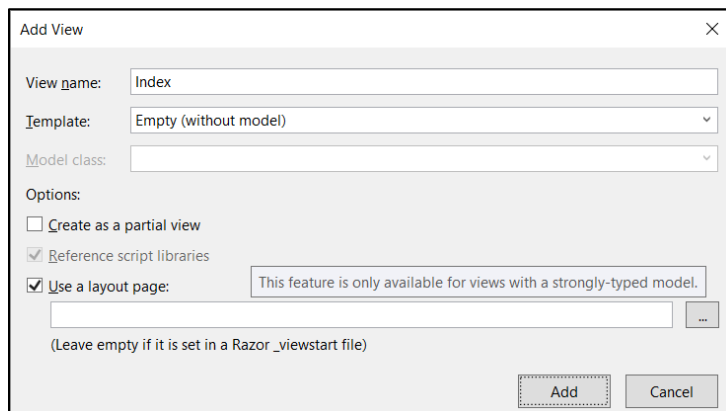 Add View
View name: Index
Template: Empty (without model)
Model class:
Options:
Create as a partial view
Reference script libraries
Use a layout page:
This feature is only available for views with a strongly-typed model.
...
(Leave empty if it is set in a Razor _viewstart file)
Add Cancel